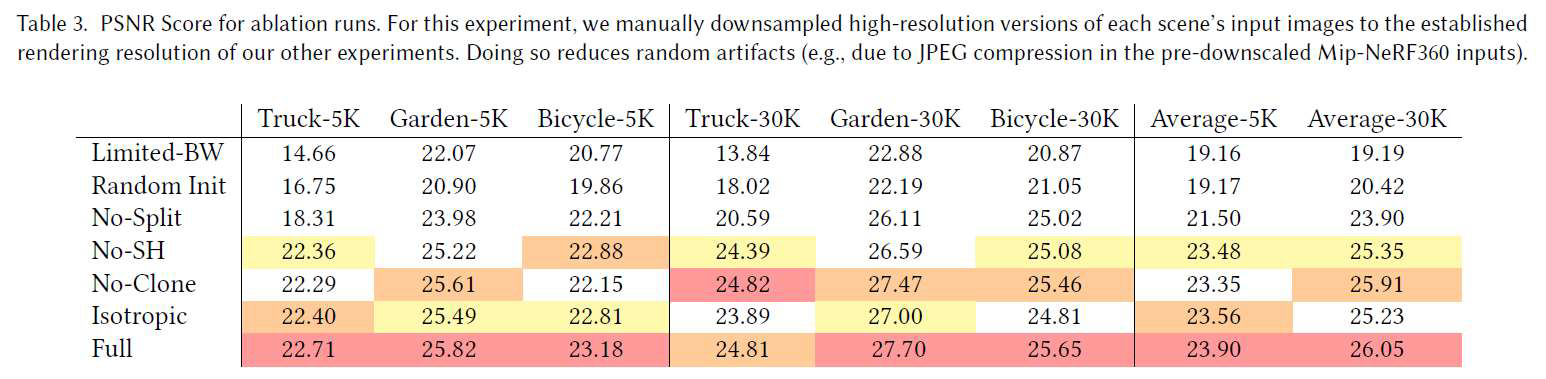 Table 3. PSNR Score for ablation runs. For this experiment, we manually downsampled high-resolution versions of each scene's input images to the established
rendering resolution of our other experiments. Doing so reduces random artifacts (e.g., due to JPEG compression in the pre-downscaled Mip-NeRF360 inputs).
Truck-5K Garden-5K Bicycle-5K Truck-30K Garden-30K Bicycle-30K Average-5K Average-30K
Limited-BW 14.66 22.07 20.77 13.84 22.88 20.87 19.16 19.19
Random Init 16.75 20.90 19.86 18.02 22.19 21.05 19.17 20.42
No-Split 18.31 23.98 22.21 20.59 26.11 25.02 21.50 23.90
No-SH 22.36 25.22 22.88 24.39 26.59 25.08 23.48 25.35
No-Clone 22.29 25.61 22.15 24.82 27.47 25.46 23.35 25.91
Isotropic 22.40 25.49 22.81 23.89 27.00 24.81 23.56 25.23
Full 22.71 25.82 23.18 24.81 27.70 25.65 23.90 26.05